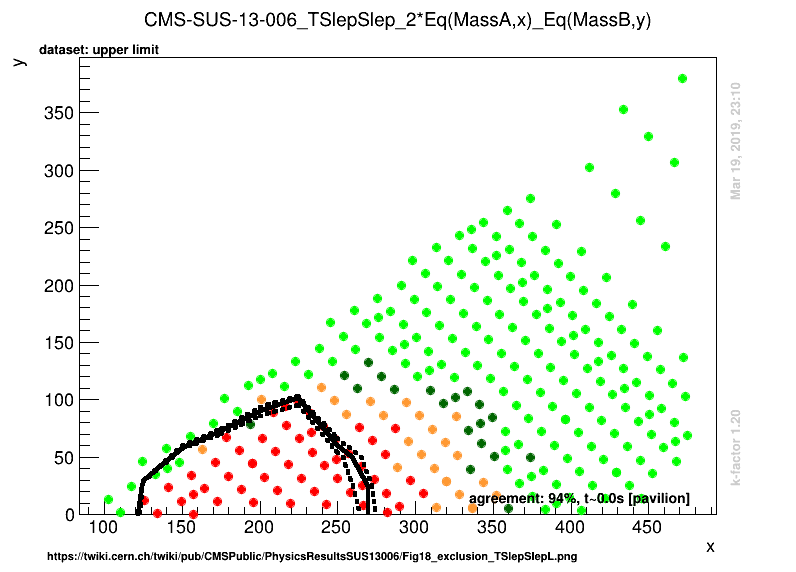 CMS-SUS-13-006_TSlepSlep_2*Eq(MassA,x)_Eq(MassB,y)
dataset: upper limit
y
350
300
250
200
150
100
50
0
100 150 200 250 300 350 400 450
x
agreement: 94%, t~0.0s [pavilion]
Mar 19, 2019, 23:10
k-factor 1.20
https://twiki.cern.ch/twiki/pub/CMSPublic/PhysicsResultsSUS13006/Fig18_exclusion_TSlepSlepL.png